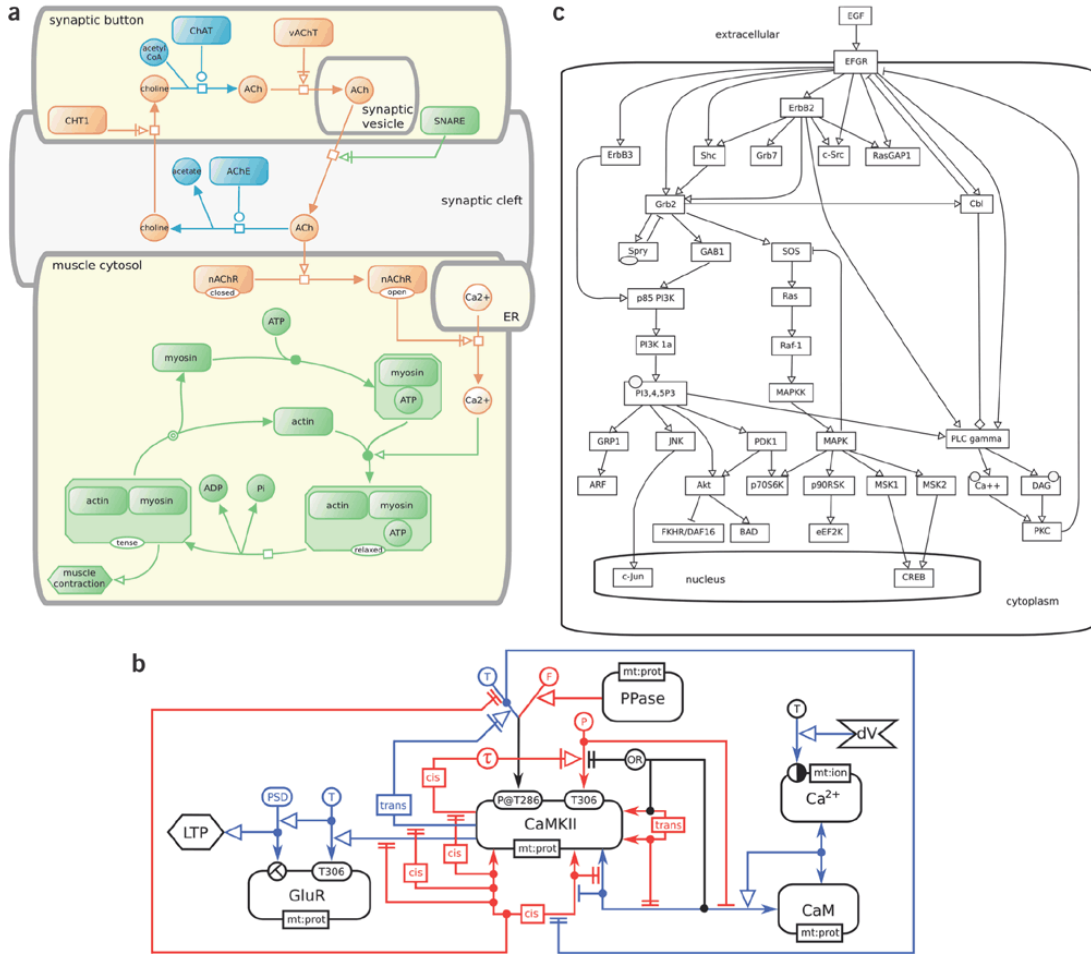 a
synaptic button
ChAT
vAChT
acetyl
CoA
choline
ACh
ACh
synaptic
vesicle
CHT1
SNARE
acetate
AChE
synaptic cleft
choline
ACh
muscle cytosol
nAChR
closed
nAChR
open
Ca2+
ER
ATP
myosin
myosin
ATP
Ca2+
actin
actin
myosin
tense
ADP
Pi
actin
myosin
ATP
relaxed
muscle
contraction
c
EGF
extracellular
EFGR
ErbB2
ErbB3
Shc
Grb7
c-Src
RasGAP1
Grb2
Cbl
Spry
GAB1
SOS
p85 PI3K
Ras
PI3K 1a
Raf-1
PI3,4,5P3
MAPKK
GRP1
JNK
PDK1
MAPK
PLC gamma
ARF
Akt
p70S6K
p90RSK
MSK1
MSK2
Ca++
DAG
FKHR/DAF16
BAD
eEF2K
PKC
c-Jun
nucleus
CREB
cytoplasm
b
T
F
mt:prot
PPase
P
T
dV
τ
OR
cis
mt:ion
Ca2+
PSD
T
trans
P@T286
T306
CaMKII
mt:prot
trans
LTP
cis
cis
T306
GluR
mt:prot
cis
CaM
mt:prot